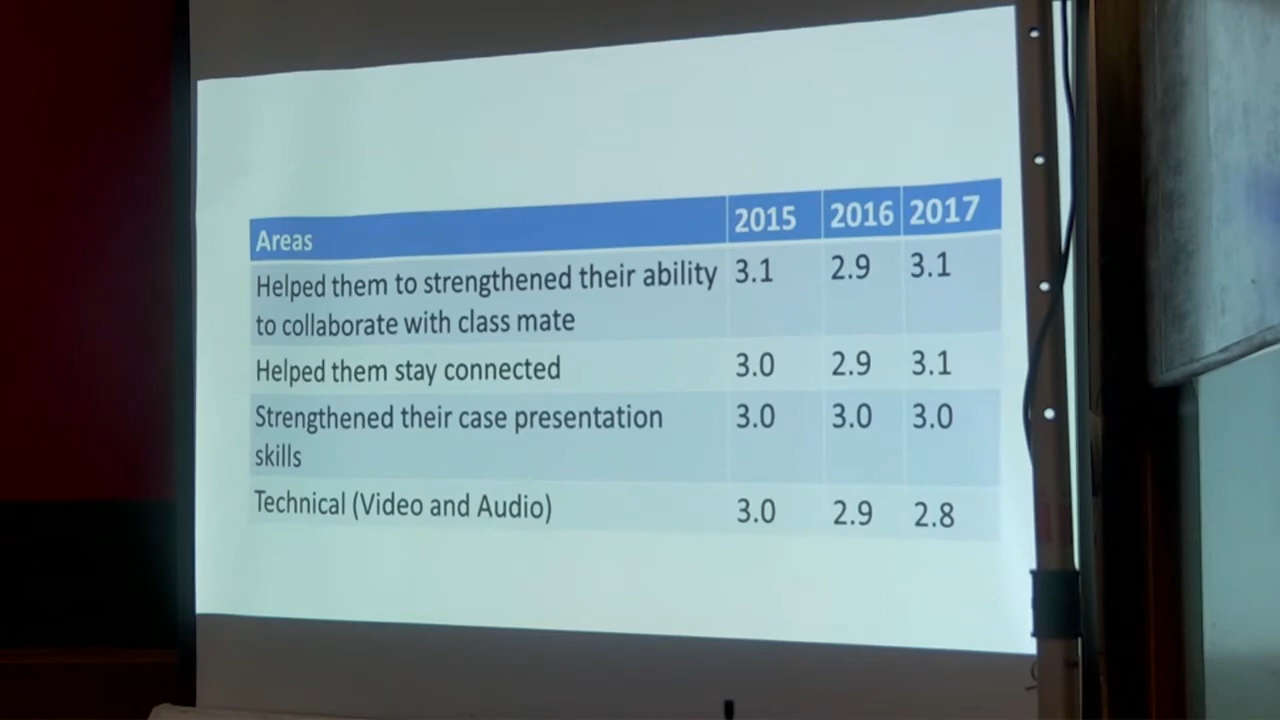 Areas 2015 2016 2017
Helped them to strengthened their ability 3.1 2.9 3.1
to collaborate with class mate
Helped them stay connected 3.0 2.9 3.1
Strengthened their case presentation 3.0 3.0 3.0
skills
Technical (Video and Audio) 3.0 2.9 2.8